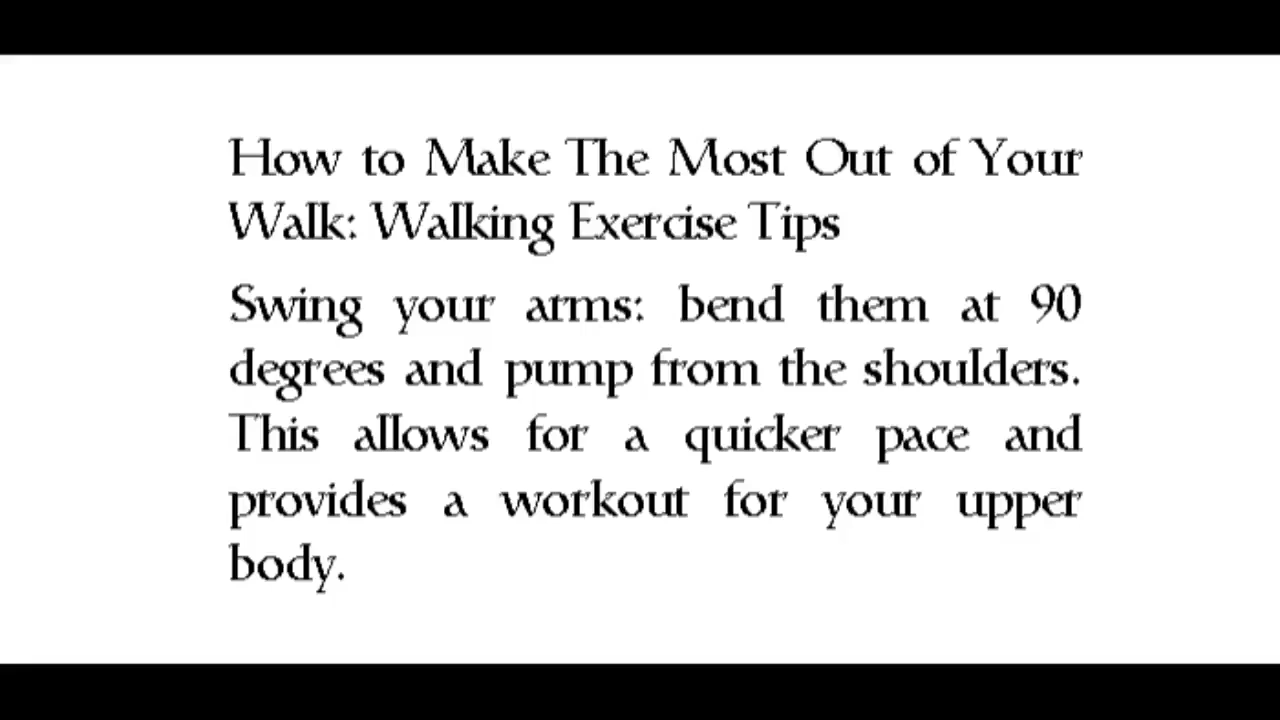 How to Make The Most Out of Your
Walk: Walking Exercise Tips
Swing your arms: bend them at 90
degrees and pump from the shoulders.
This allows for a quicker pace and
provides a workout for your upper
body.